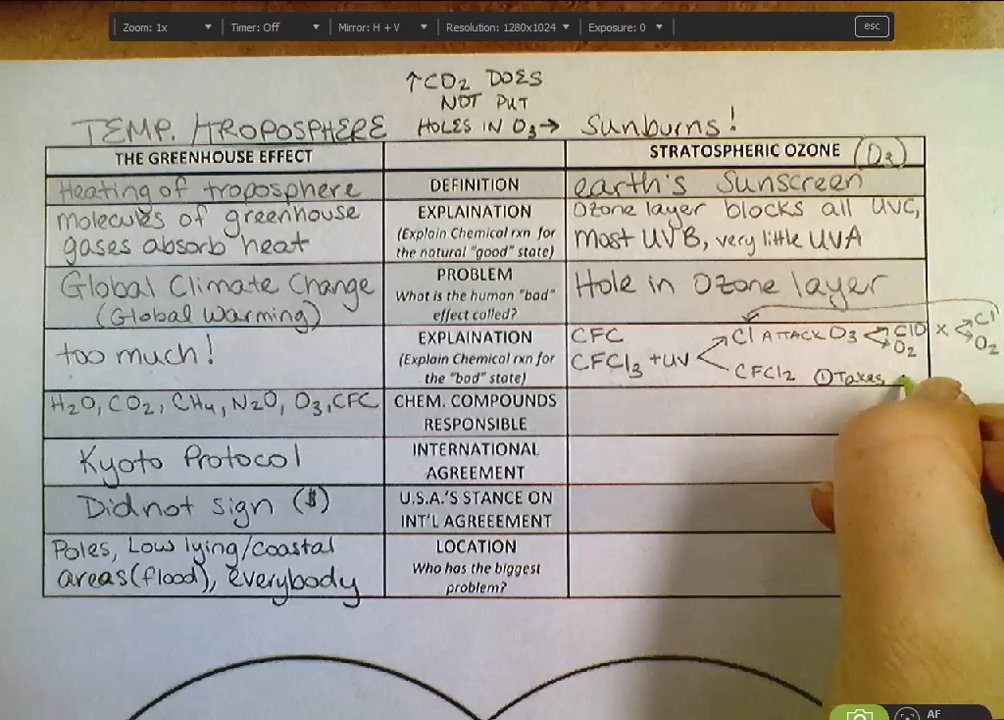 Zoom: 1x Timer: Off Mirror: H + V Resolution: 1280x1024 Exposure: 0 esc
↑CO2 DOES
NOT PUT
TEMP. / TROPOSPHERE HOLES IN O3→ Sunburns!
THE GREENHOUSE EFFECT STRATOSPHERIC OZONE (O3)
Heating of troposphere DEFINITION earth's Sunscreen
molecules of greenhouse EXPLAINATION Ozone layer blocks all UVC,
gases absorb heat (Explain Chemical rxn for most UVB, very little UVA
the natural "good" state)
Global Climate Change PROBLEM Hole in Ozone layer
(Global Warming) What is the human "bad"
effect called?
too much! EXPLAINATION CFC Cl ATTACK O3 ClO x Cl
(Explain Chemical rxn for CFCl3 + UV O2 O2
the "bad" state) CFCl2 ①Takes
H2O, CO2, CH4, N2O, O3, CFC CHEM. COMPOUNDS
RESPONSIBLE
Kyoto Protocol INTERNATIONAL
AGREEMENT
Did not sign ($) U.S.A.'S STANCE ON
INT'L AGREEEMENT
Poles, Low lying/coastal LOCATION
areas(flood), everybody Who has the biggest
problem?
AF